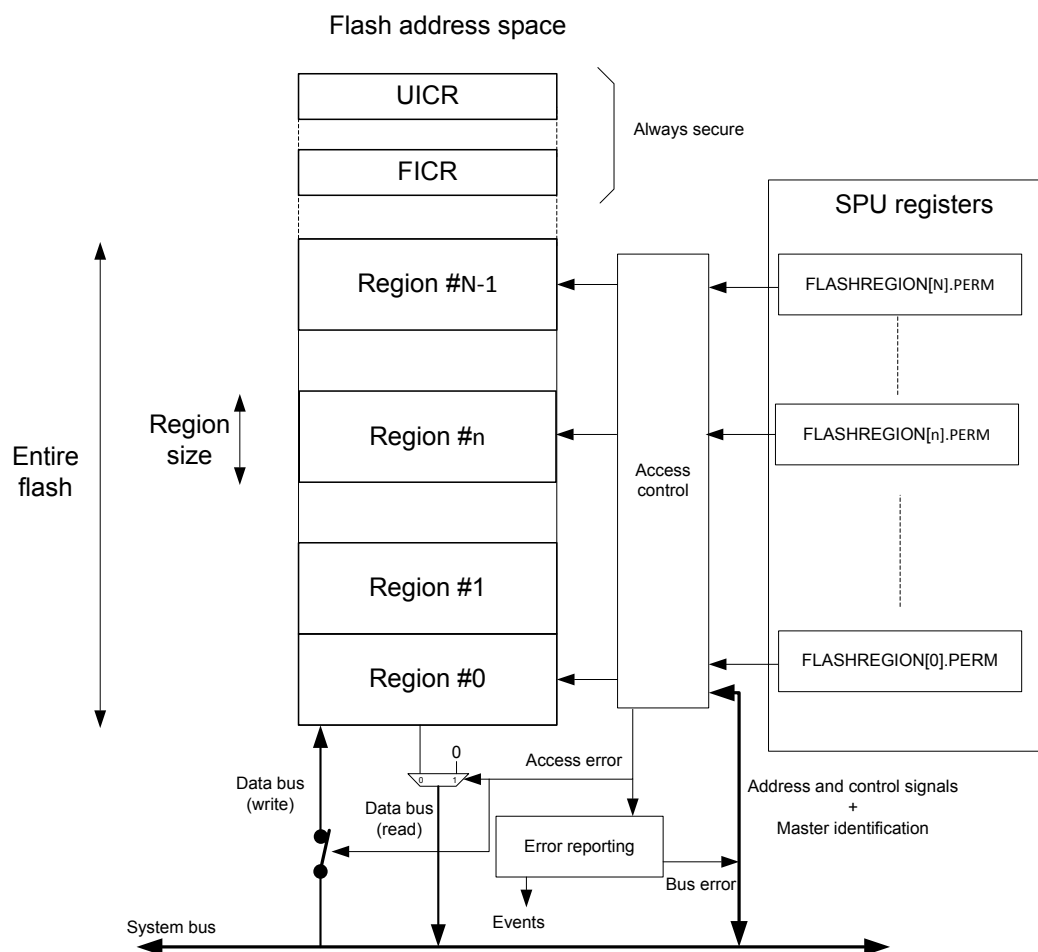 Flash address space
UICR
Always secure
FICR
SPU registers
Region #N-1
FLASHREGION[N].PERM
Region
size
Region #n
FLASHREGION[n].PERM
Entire
flash
Access
control
Region #1
Region #0
FLASHREGION[0].PERM
0
0 1
Access error
Data bus
(write)
Data bus
(read)
Address and control signals
+
Master identification
Error reporting
Bus error
Events
System bus